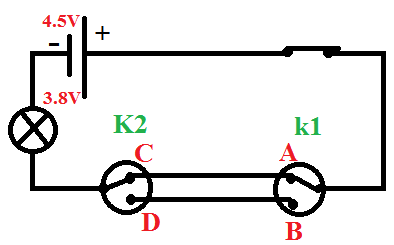 4.5V
- +
3.8V
K2 k1
C A
D B